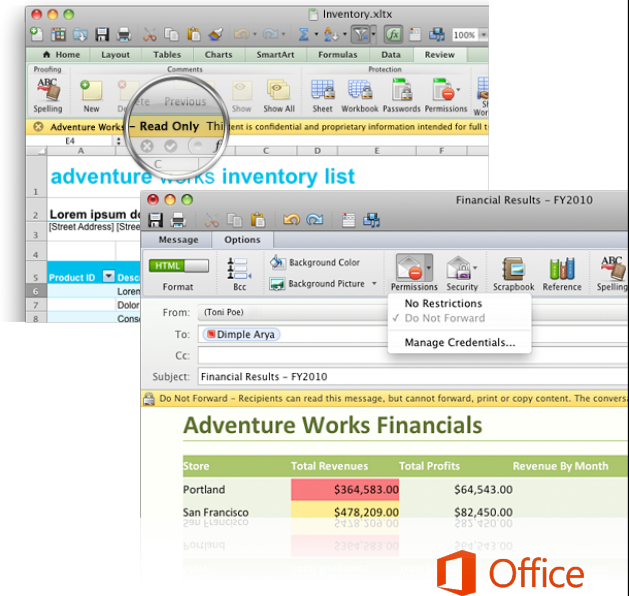 Inventory.xltx
100%
Home Layout Tables Charts SmartArt Formulas Data Review
Proofing Comments Protection
ABC
Spelling New Previous Show Show All Sheet Workbook Passwords Permissions
Adventure Works – Read Only
is confidential and proprietary information intended for full
E4
A C D E F
1 adventure works inventory list
2 Lorem ipsum
3 [Street Address]
4
5 Product ID
6
7 Dolor
8
Financial Results – FY2010
Message Options
HTML Background Color
Background Picture
ABC
Format Bcc Permissions Security Scrapbook Reference Spelling
No Restrictions
✓ Do Not Forward
Manage Credentials...
From: (Toni Poe)
To: Dimple Arya
Cc:
Subject: Financial Results – FY2010
Do Not Forward – Recipients can read this message, but cannot forward, print or copy content. The
Adventure Works Financials
Store Total Revenues Total Profits Revenue By Month
Portland $364,583.00 $64,543.00
San Francisco $478,209.00 $82,450.00
Office